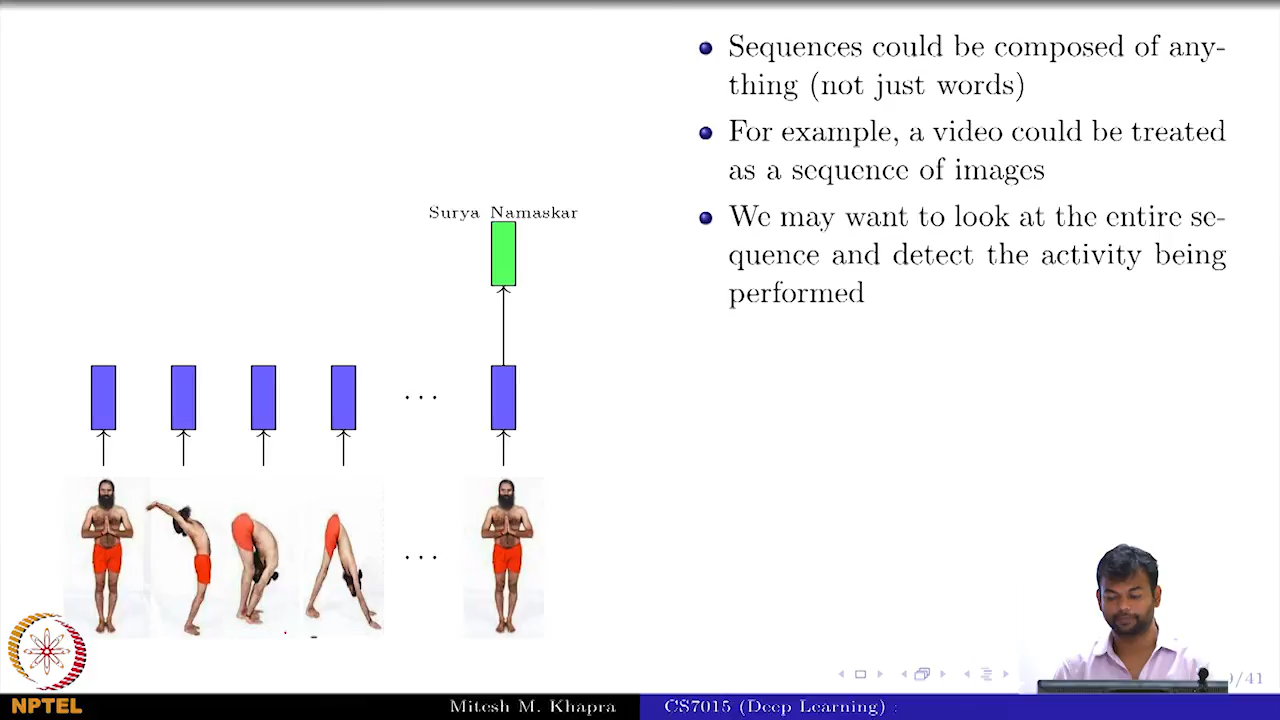 Sequences could be composed of any-
thing (not just words)
For example, a video could be treated
as a sequence of images
We may want to look at the entire se-
quence and detect the activity being
performed
Surya Namaskar
. . .
. . .
/41
NPTEL
Mitesh M. Khapra
CS7015 (Deep Learning) :